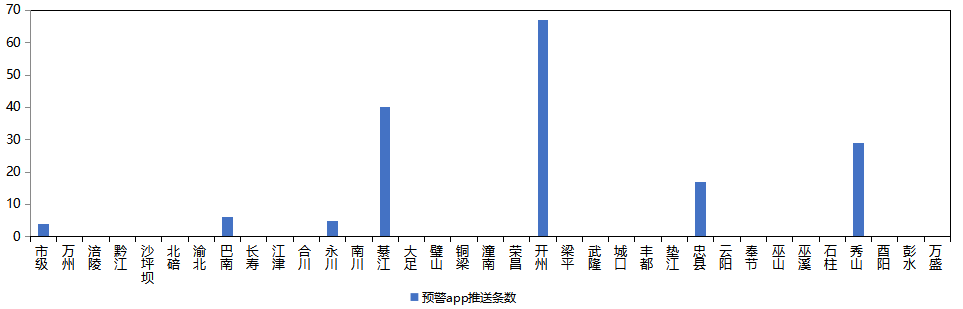 70
60
50
40
30
20
10
0
市级
万州
涪陵
黔江
沙坪坝
北碚
渝北
巴南
长寿
江津
合川
永川
南川
綦江
大足
璧山
铜梁
潼南
荣昌
开州
梁平
武隆
城口
丰都
垫江
忠县
云阳
奉节
巫山
巫溪
石柱
秀山
酉阳
彭水
万盛
预警app推送条数